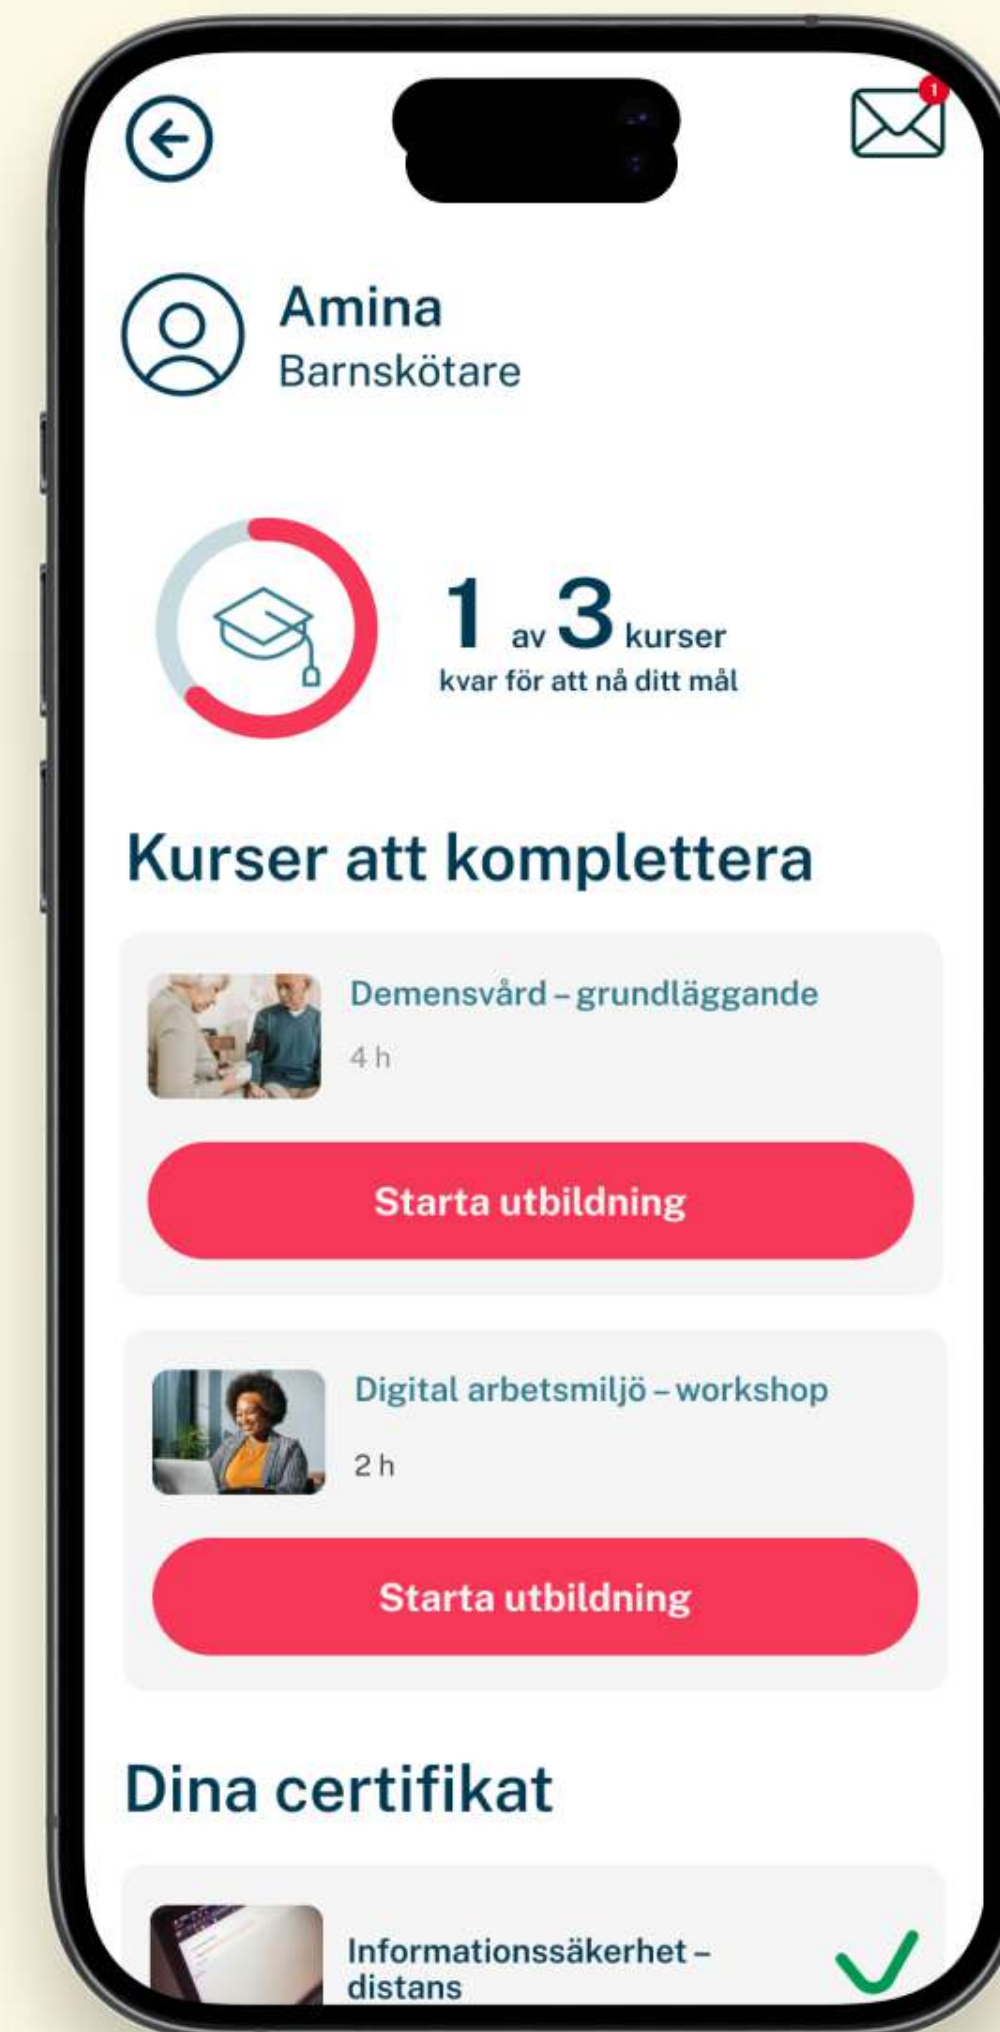 1
Amina
Barnskötare
1 av 3 kurser
kvar för att nå ditt mål
Kurser att komplettera
Demensvård – grundläggande
4 h
Starta utbildning
Digital arbetsmiljö – workshop
2 h
Starta utbildning
Dina certifikat
Informationssäkerhet –
distans